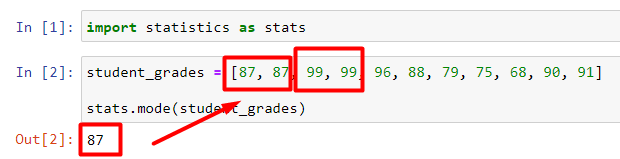 In [1]: import statistics as stats
In [2]: student_grades = [87, 87, 99, 99, 96, 88, 79, 75, 68, 90, 91]
stats.mode(student_grades)
Out[2]: 87